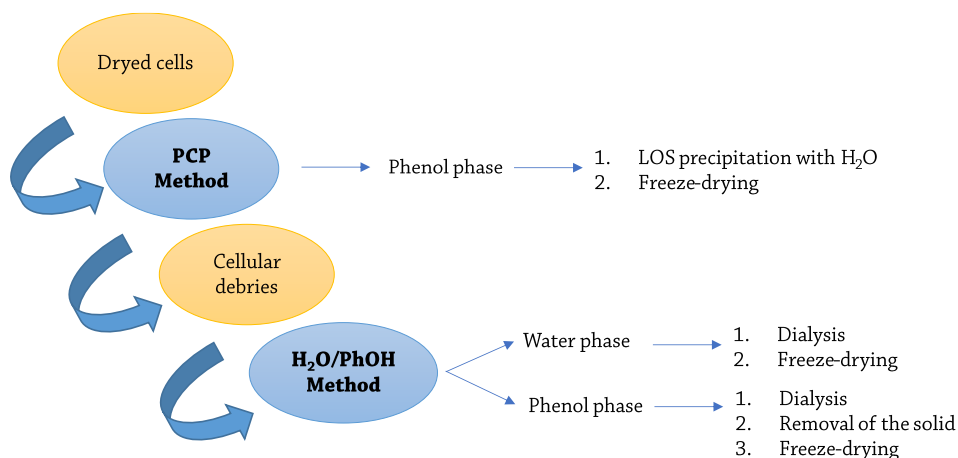 Dryed cells
PCP
Method
Phenol phase
1. LOS precipitation with H₂O
2. Freeze-drying
Cellular
debries
H₂O/PhOH
Method
Water phase
1. Dialysis
2. Freeze-drying
Phenol phase
1. Dialysis
2. Removal of the solid
3. Freeze-drying